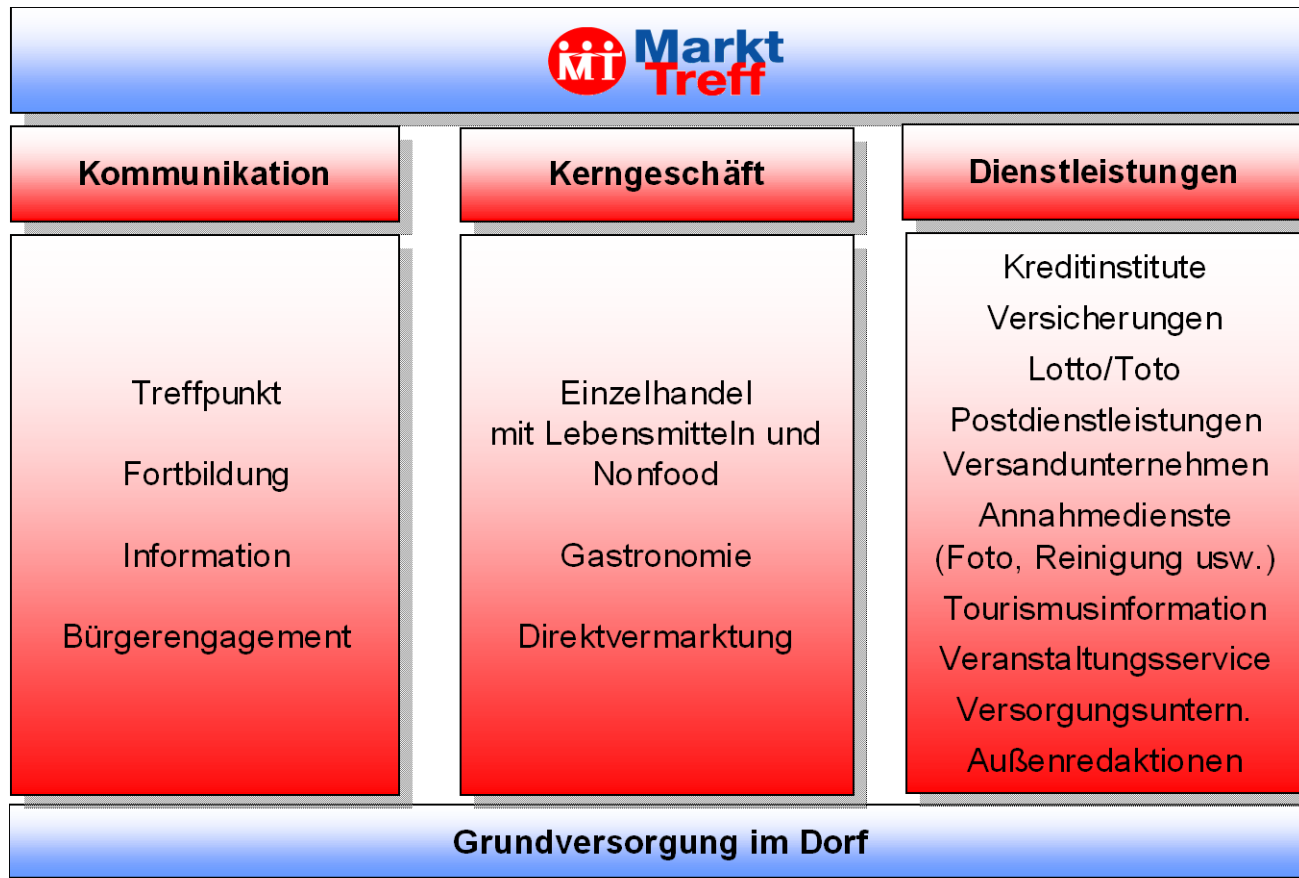 MT Markt
Treff
Kommunikation
Treffpunkt
Fortbildung
Information
Bürgerengagement
Kerngeschäft
Einzelhandel
mit Lebensmitteln und
Nonfood
Gastronomie
Direktvermarktung
Dienstleistungen
Kreditinstitute
Versicherungen
Lotto/Toto
Postdienstleistungen
Versandunternehmen
Annahmedienste
(Foto, Reinigung usw.)
Tourismusinformation
Veranstaltungsservice
Versorgungsuntern.
Außenredaktionen
Grundversorgung im Dorf